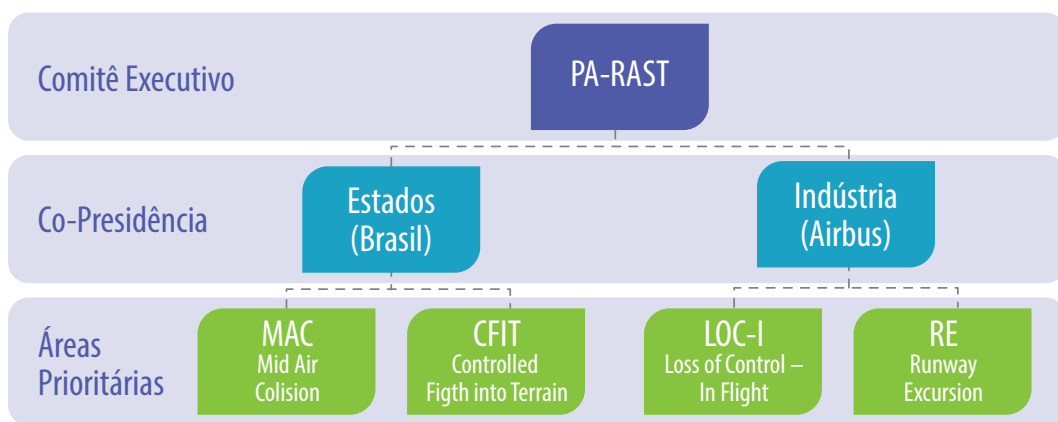 Comitê Executivo
PA-RAST
Co-Presidência
Estados
(Brasil)
Indústria
(Airbus)
Áreas
Prioritárias
MAC
Mid Air
Colision
CFIT
Controlled
Figth into Terrain
LOC-I
Loss of Control –
In Flight
RE
Runway
Excursion